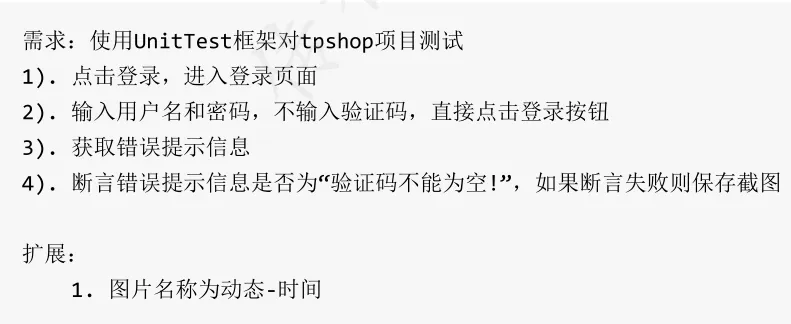 需求：使用UnitTest框架对tpshop项目测试
1). 点击登录，进入登录页面
2). 输入用户名和密码，不输入验证码，直接点击登录按钮
3). 获取错误提示信息
4). 断言错误提示信息是否为“验证码不能为空!”，如果断言失败则保存截图
扩展：
1. 图片名称为动态-时间